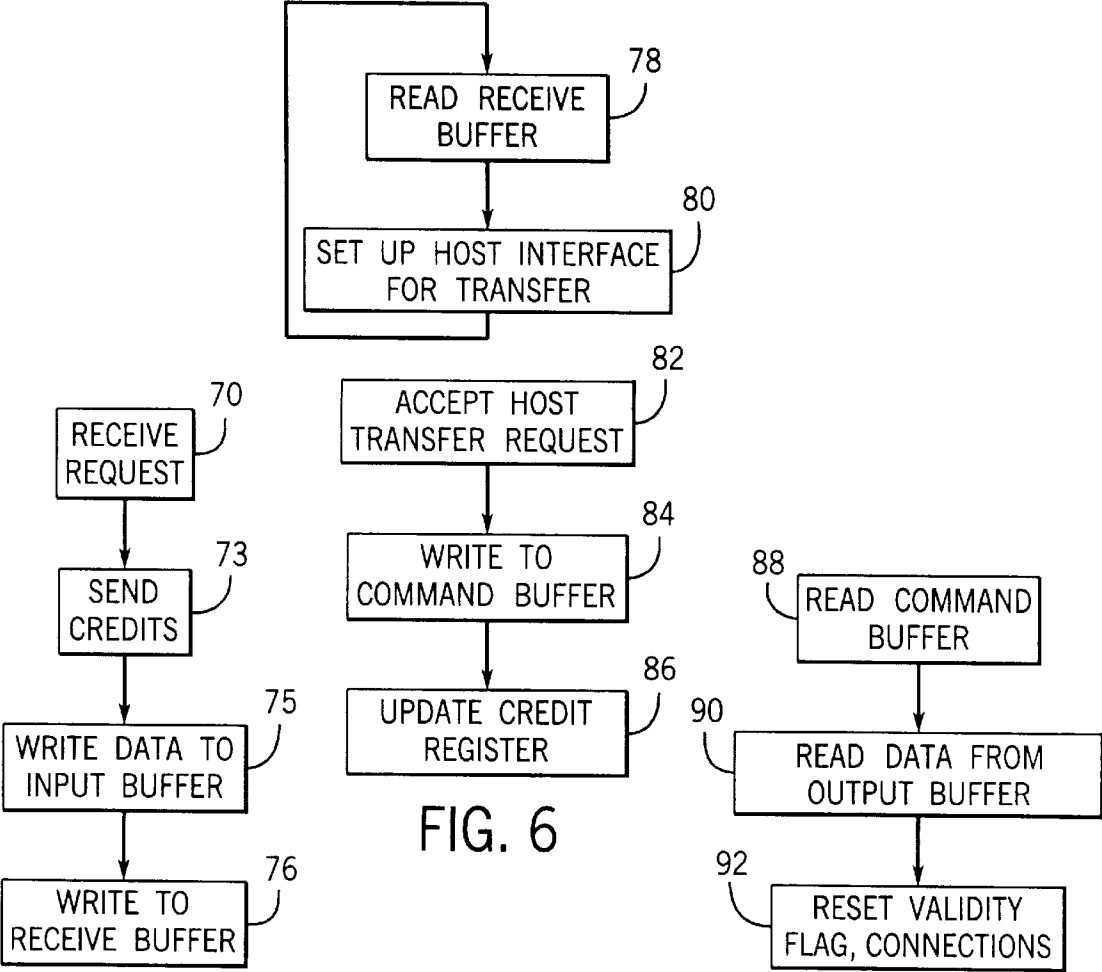 78
READ RECEIVE
BUFFER
80
SET UP HOST INTERFACE
FOR TRANSFER
70
RECEIVE
REQUEST
73
SEND
CREDITS
75
WRITE DATA TO
INPUT BUFFER
76
WRITE TO
RECEIVE BUFFER
82
ACCEPT HOST
TRANSFER REQUEST
84
WRITE TO
COMMAND BUFFER
86
UPDATE CREDIT
REGISTER
FIG. 6
88
READ COMMAND
BUFFER
90
READ DATA FROM
OUTPUT BUFFER
92
RESET VALIDITY
FLAG, CONNECTIONS